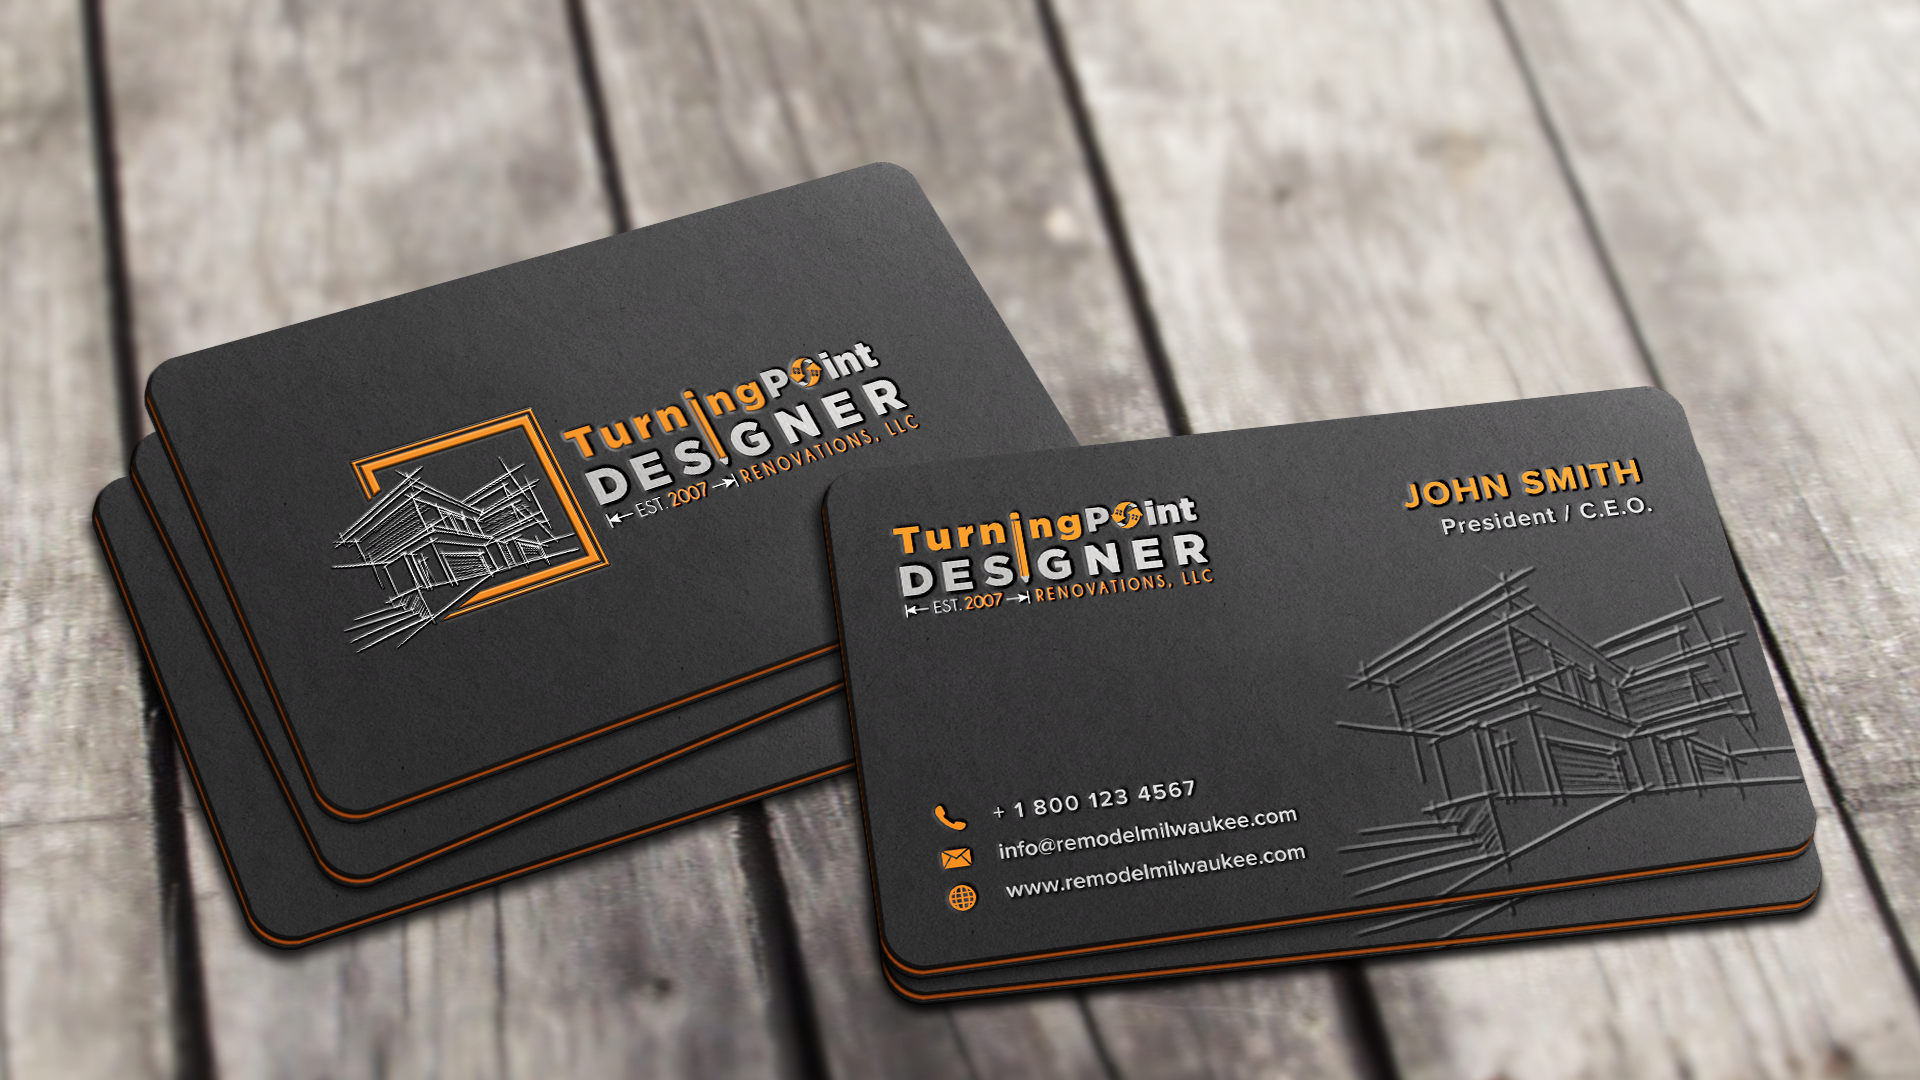 TurningPoint
DESIGNER
EST. 2007 RENOVATIONS, LLC
TurningPoint
DESIGNER
EST. 2007 RENOVATIONS, LLC
JOHN SMITH
President / C.E.O.
+ 1 800 123 4567
info@remodelmilwaukee.com
www.remodelmilwaukee.com